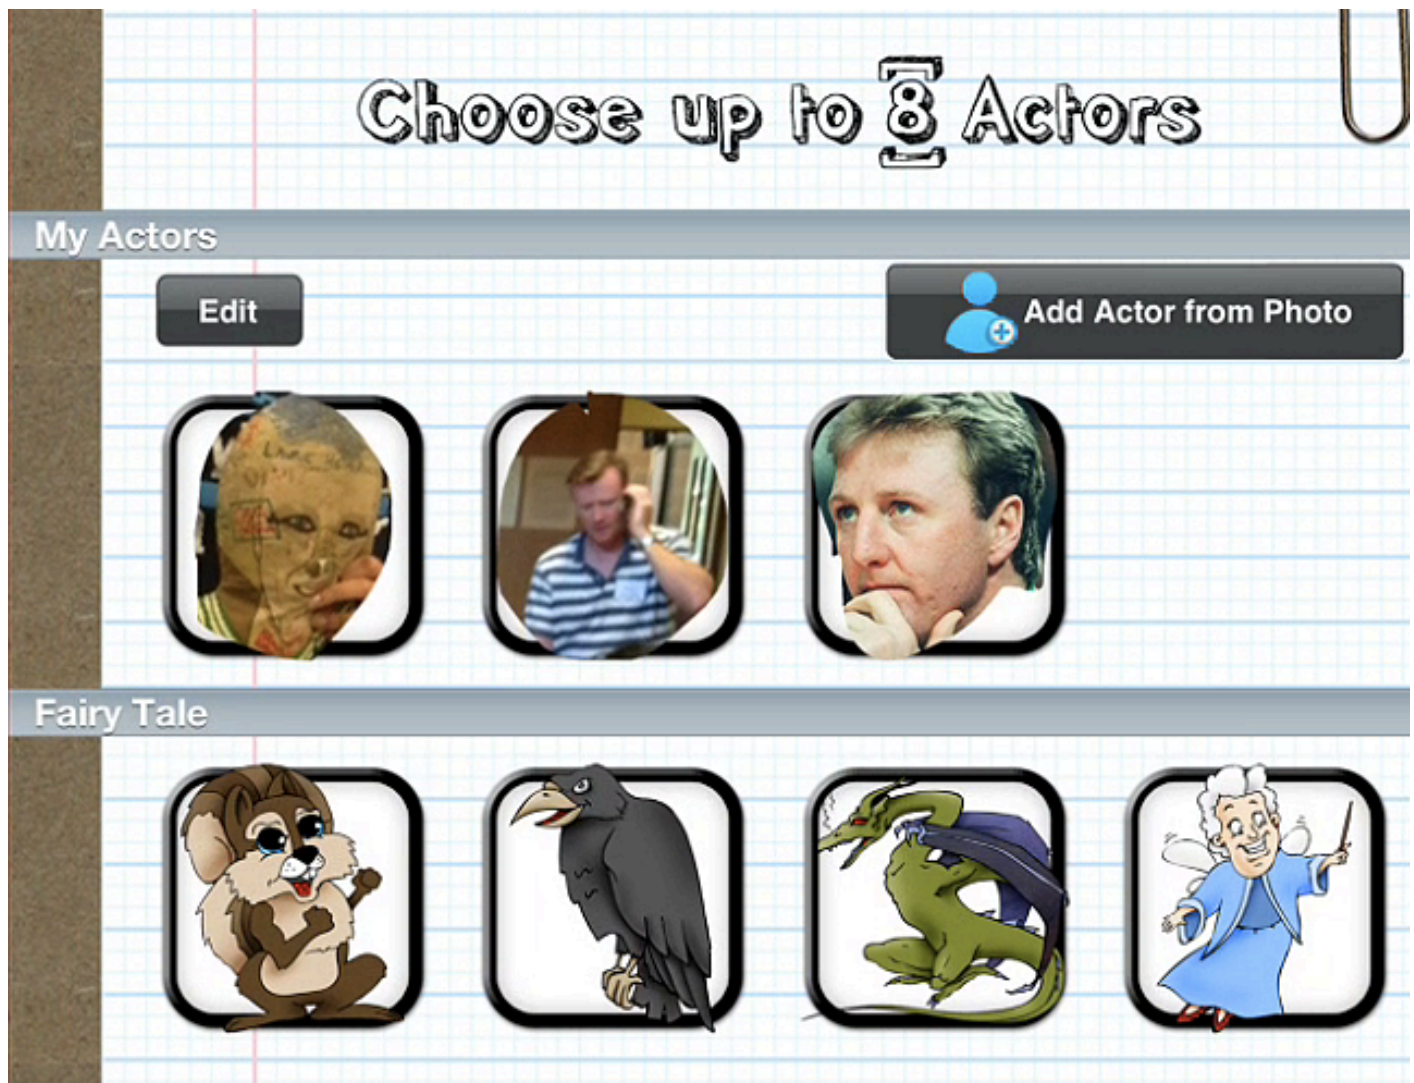 Choose up to 8 Actors
My Actors
Edit
Add Actor from Photo
Fairy Tale